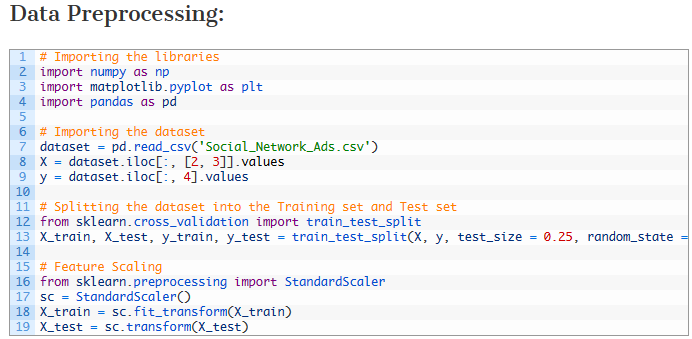 Data Preprocessing:
1 # Importing the libraries
2 import numpy as np
3 import matplotlib.pyplot as plt
4 import pandas as pd
5
6 # Importing the dataset
7 dataset = pd.read_csv('Social_Network_Ads.csv')
8 X = dataset.iloc[:, [2, 3]].values
9 y = dataset.iloc[:, 4].values
10
11 # Splitting the dataset into the Training set and Test set
12 from sklearn.cross_validation import train_test_split
13 X_train, X_test, y_train, y_test = train_test_split(X, y, test_size = 0.25, random_state =
14
15 # Feature Scaling
16 from sklearn.preprocessing import StandardScaler
17 sc = StandardScaler()
18 X_train = sc.fit_transform(X_train)
19 X_test = sc.transform(X_test)